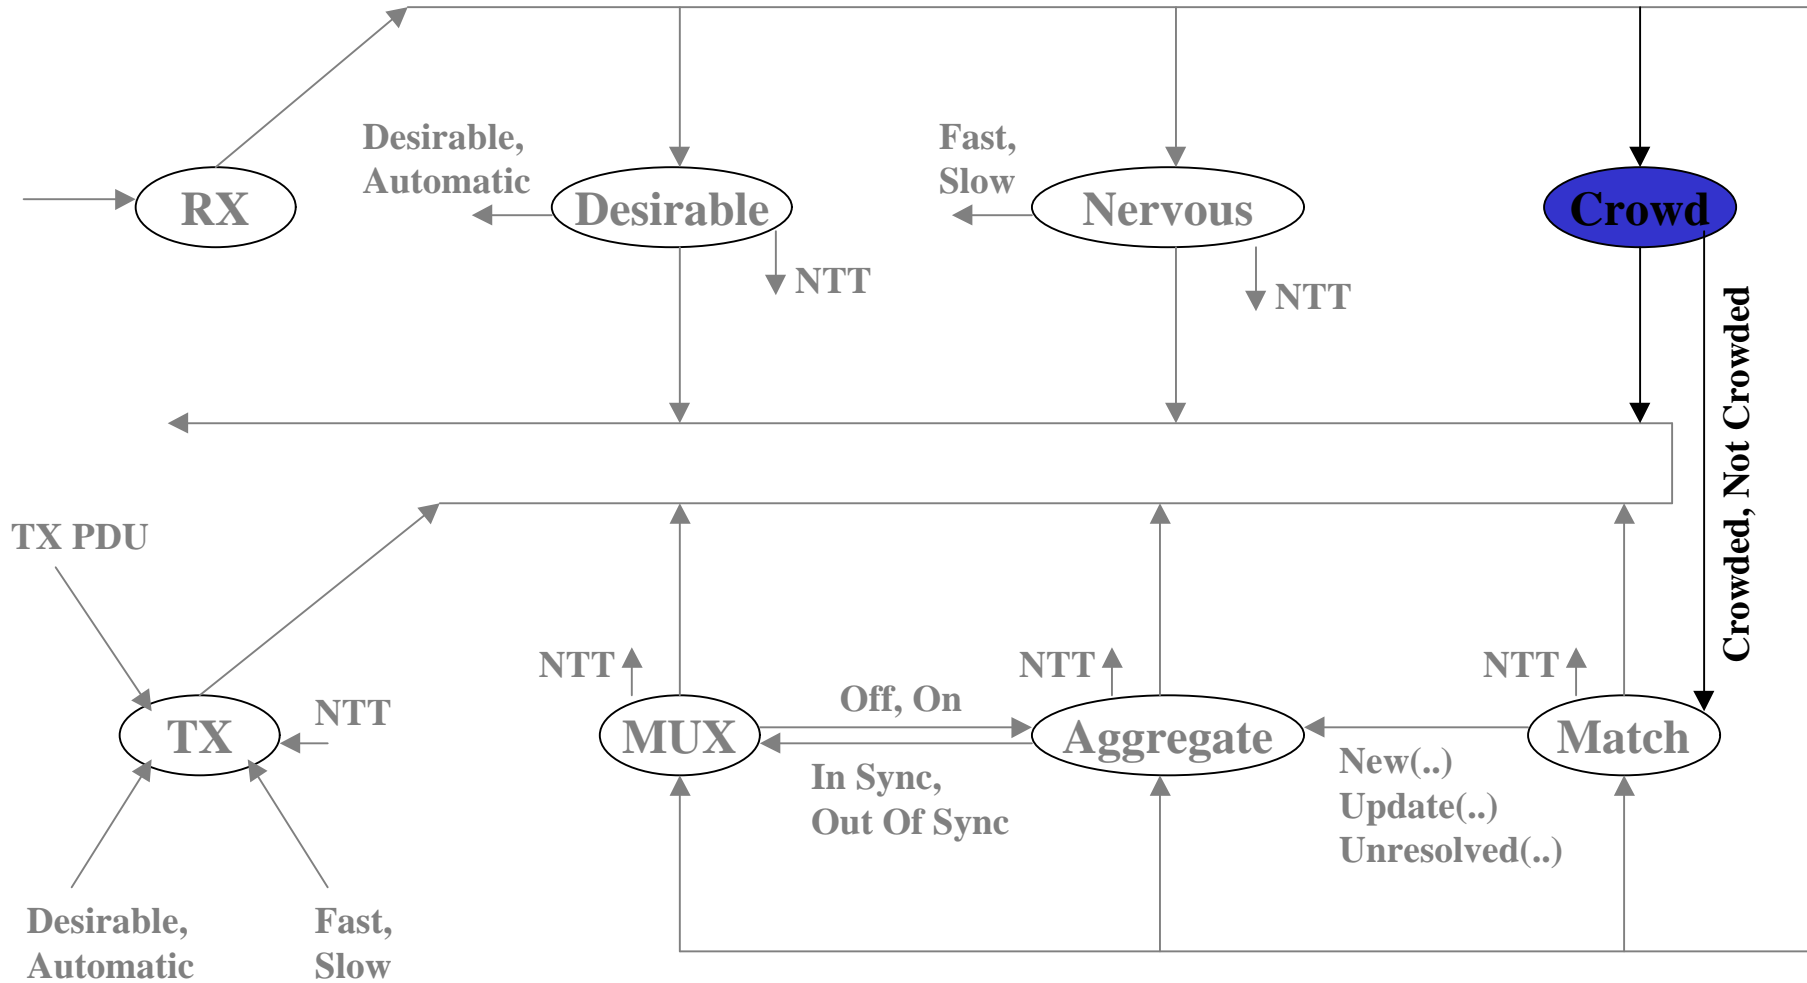 Desirable,
Automatic
Fast,
Slow
RX
Desirable
Nervous
Crowd
NTT
NTT
Crowded, Not Crowded
TX PDU
NTT
NTT
NTT
Off, On
NTT
TX
MUX
Aggregate
Match
In Sync,
Out Of Sync
New(..)
Update(..)
Unresolved(..)
Desirable,
Automatic
Fast,
Slow